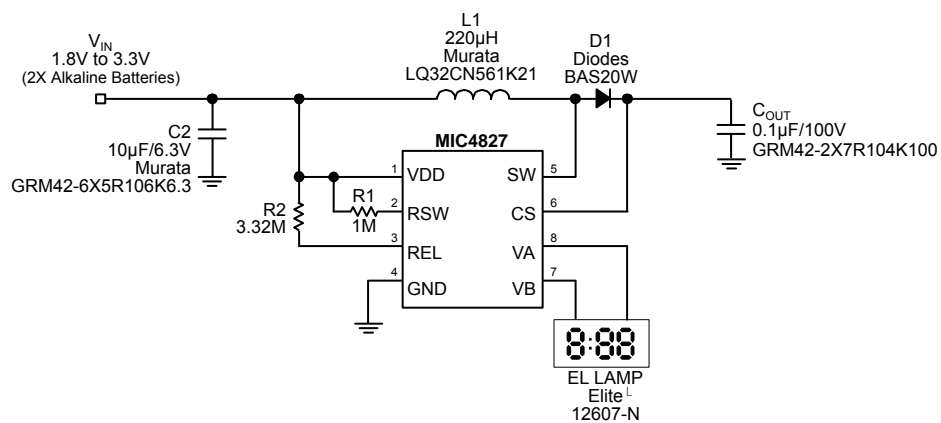 L1
220µH
Murata
LQ32CN561K21
D1
Diodes
BAS20W
VIN
1.8V to 3.3V
(2X Alkaline Batteries)
C2
10µF/6.3V
Murata
GRM42-6X5R106K6.3
COUT
0.1µF/100V
GRM42-2X7R104K100
MIC4827
1
VDD
SW
5
R1
1M
2
RSW
CS
6
R2
3.32M
3
REL
VA
8
4
GND
VB
7
8:88
EL LAMP
Elite L
12607-N